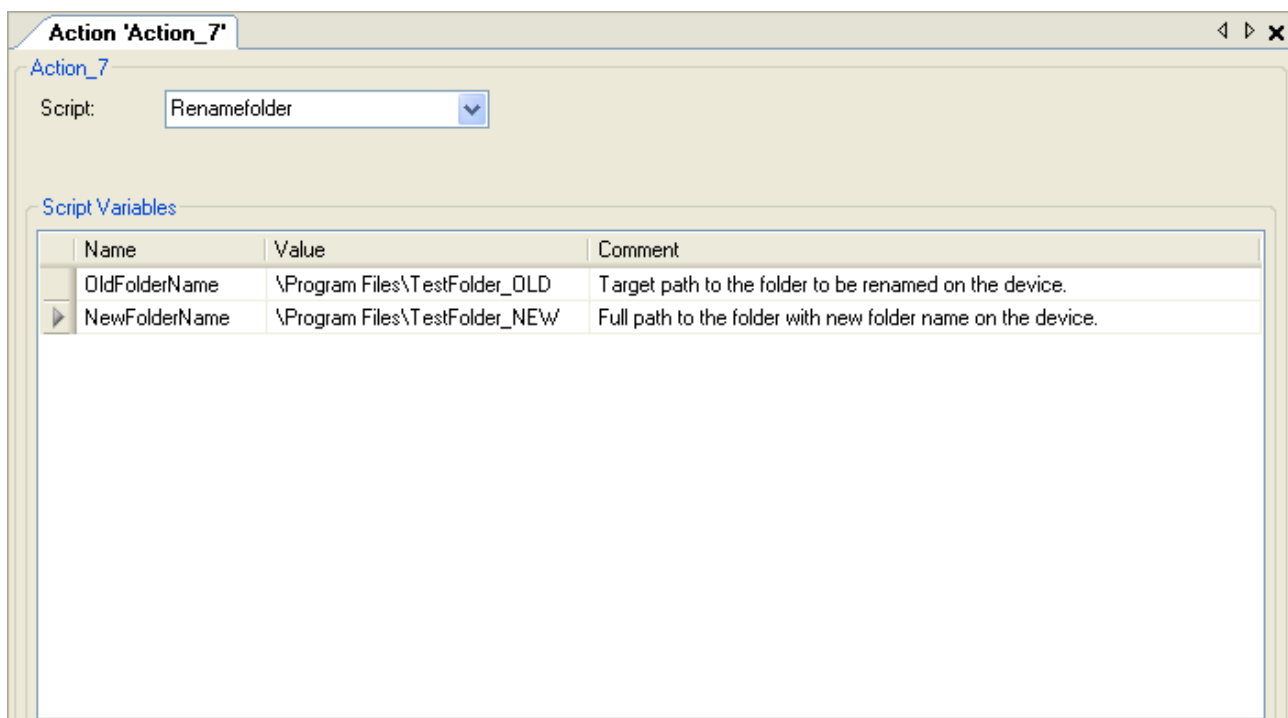 Action 'Action_7'
Action_7
Script: Renamefolder
Script Variables
Name Value Comment
OldFolderName \Program Files\TestFolder_OLD Target path to the folder to be renamed on the device.
NewFolderName \Program Files\TestFolder_NEW Full path to the folder with new folder name on the device.